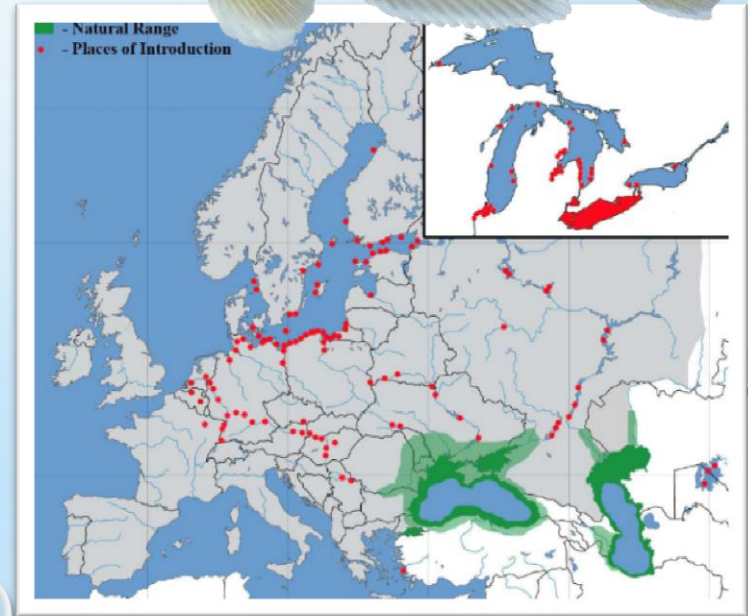 - Natural Range
- Places of Introduction